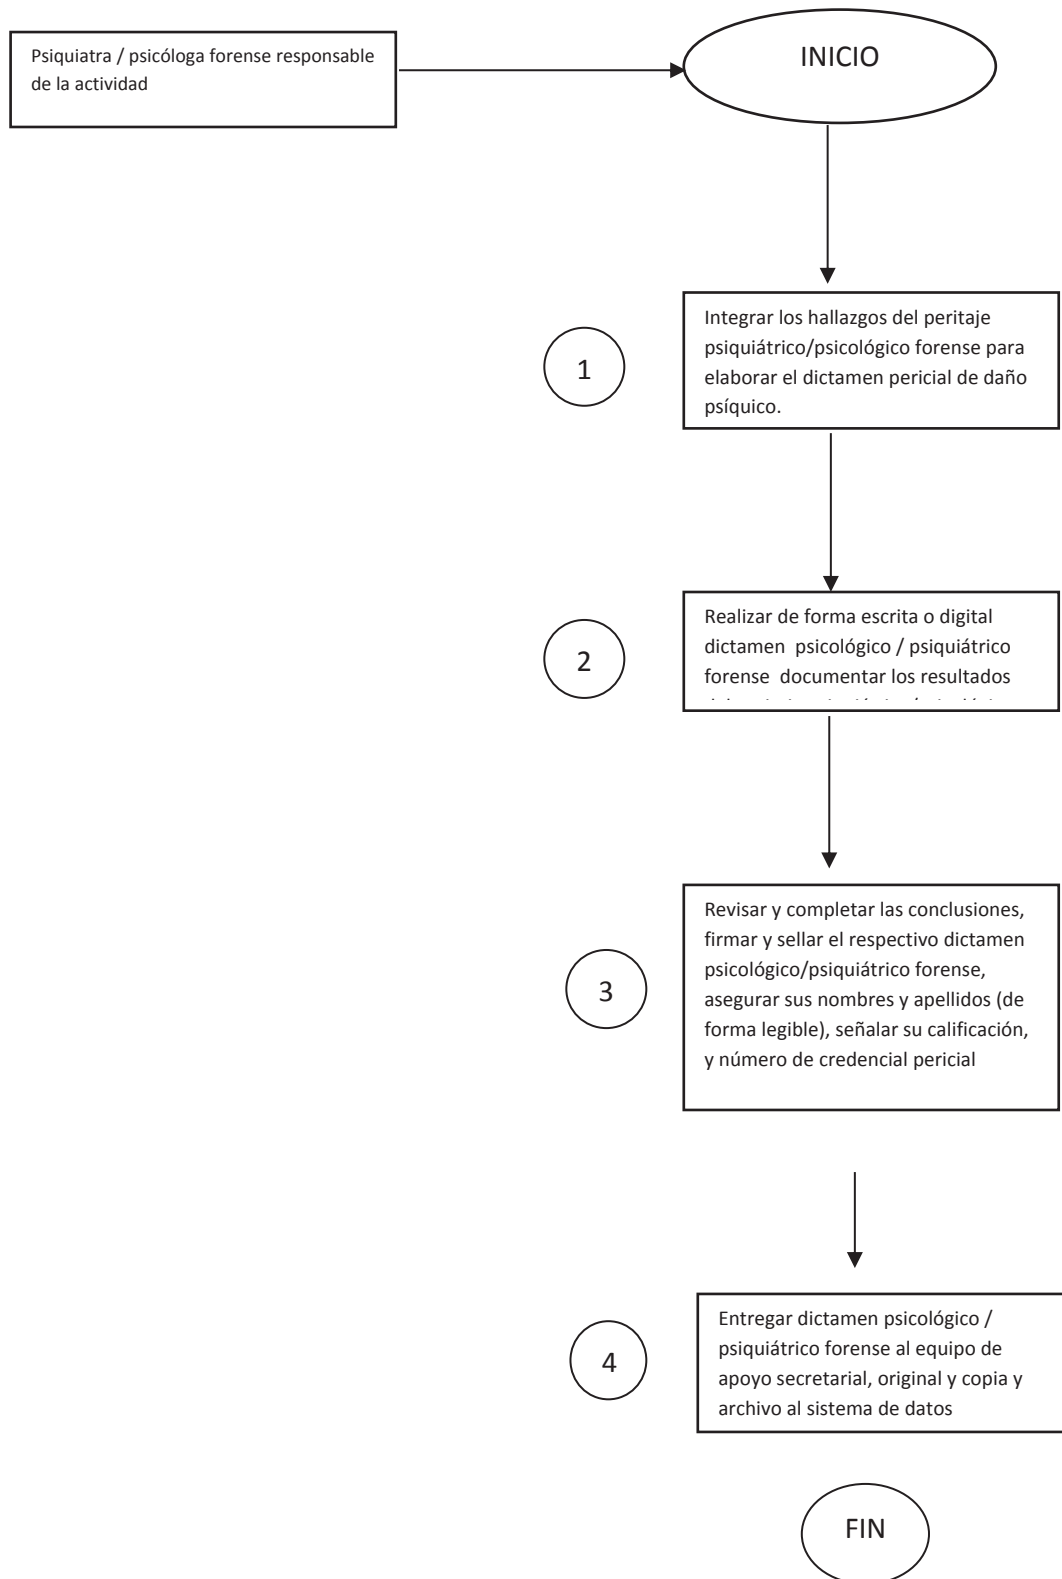 Psiquiatra / psicóloga forense responsable
de la actividad
INICIO
1
Integrar los hallazgos del peritaje
psiquiátrico/psicológico forense para
elaborar el dictamen pericial de daño
psíquico.
2
Realizar de forma escrita o digital
dictamen  psicológico / psiquiátrico
forense  documentar los resultados
3
Revisar y completar las conclusiones,
firmar y sellar el respectivo dictamen
psicológico/psiquiátrico forense,
asegurar sus nombres y apellidos (de
forma legible), señalar su calificación,
y número de credencial pericial
4
Entregar dictamen psicológico /
psiquiátrico forense al equipo de
apoyo secretarial, original y copia y
archivo al sistema de datos
FIN